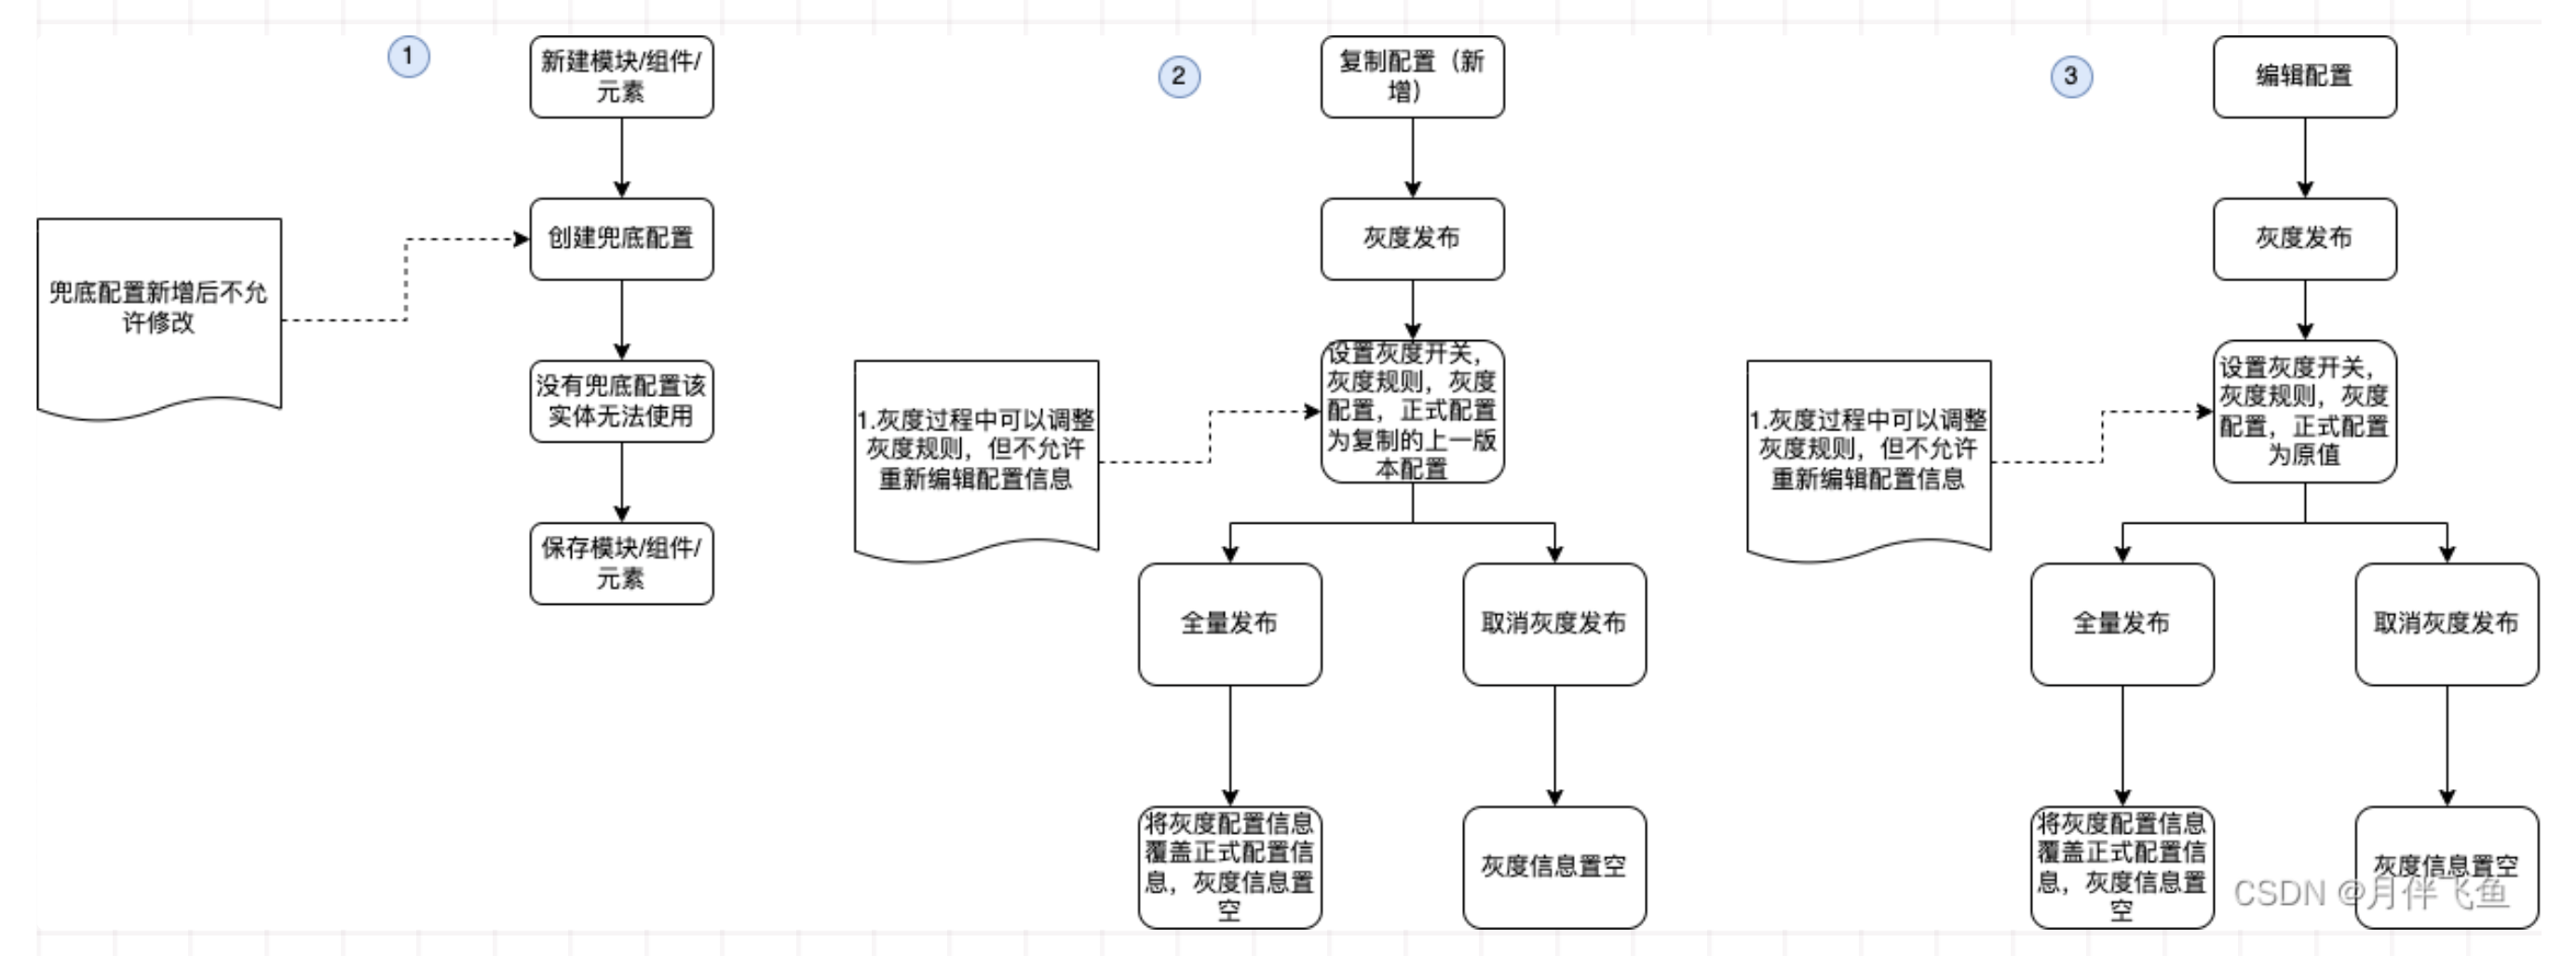 1
新建模块/组件/
元素
创建兜底配置
兜底配置新增后不允
许修改
没有兜底配置该
实体无法使用
保存模块/组件/
元素
2
复制配置（新
增）
灰度发布
设置灰度开关，
灰度规则，灰度
配置，正式配置
为复制的上一版
本配置
1.灰度过程中可以调整
灰度规则，但不允许
重新编辑配置信息
全量发布
取消灰度发布
将灰度配置信息
覆盖正式配置信
息，灰度信息置
空
灰度信息置空
3
编辑配置
灰度发布
设置灰度开关，
灰度规则，灰度
配置，正式配置
为原值
1.灰度过程中可以调整
灰度规则，但不允许
重新编辑配置信息
全量发布
取消灰度发布
将灰度配置信息
覆盖正式配置信
息，灰度信息置
空
灰度信息置空
CSDN @月伴飞鱼